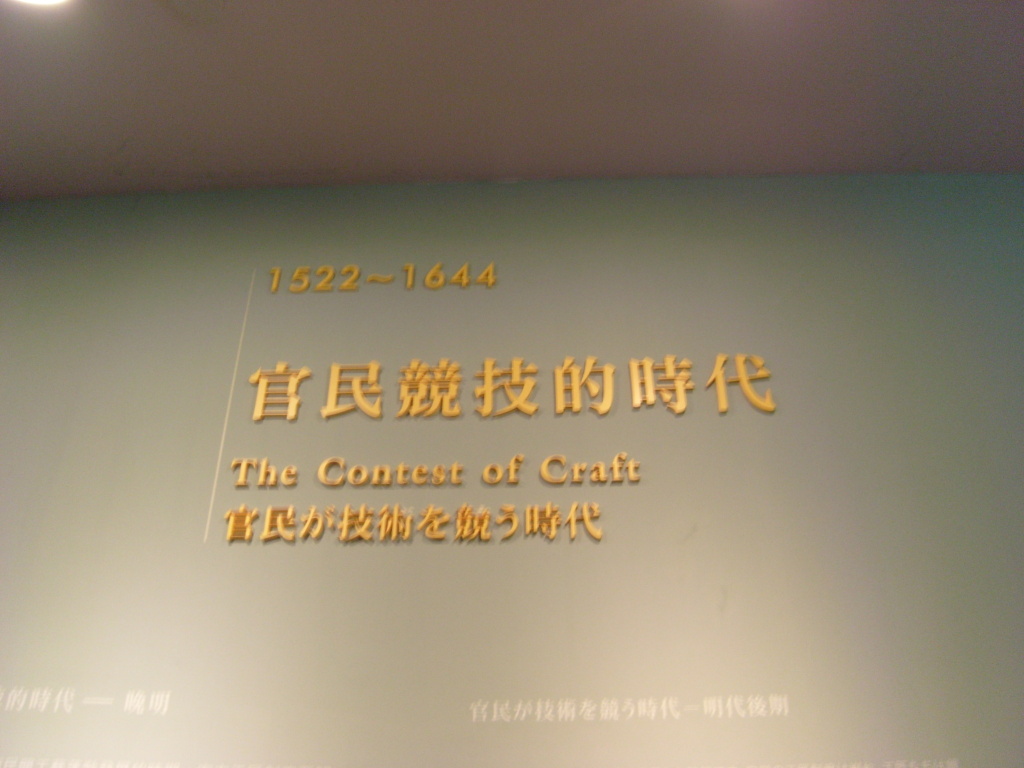 1522~1644
官民競技的時代
The Contest of Craft
官民が技術を競う時代
的時代 — 晚明
官民が技術を競う時代=明代後期